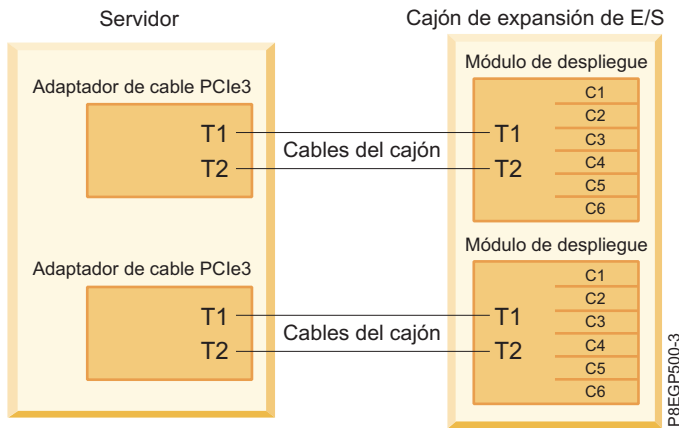 Servidor
Cajón de expansión de E/S
Adaptador de cable PCIe3
T1
T2
Cables del cajón
Módulo de despliegue
T1
T2
C1
C2
C3
C4
C5
C6
Adaptador de cable PCIe3
T1
T2
Cables del cajón
Módulo de despliegue
T1
T2
C1
C2
C3
C4
C5
C6
P8EGP500-3